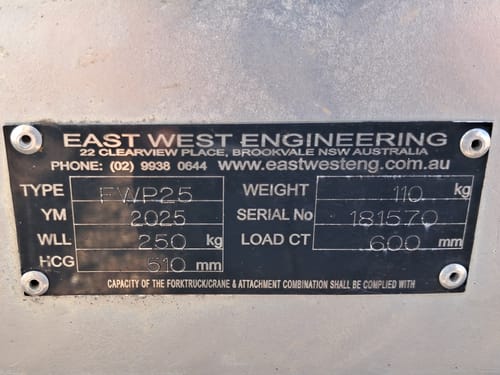 EAST WEST ENGINEERING
22 CLEARVIEW PLACE, BROOKVALE NSW AUSTRALIA
PHONE: (02) 9938 0644 www.eastwesteng.com.au
TYPE FWP25 WEIGHT 110 kg
YM 2025 SERIAL No 181570
WLL 250 kg LOAD CT 600 mm
HCG 510 mm
CAPACITY OF THE FORKTRUCK/CRANE & ATTACHMENT COMBINATION SHALL BE COMPLIED WITH